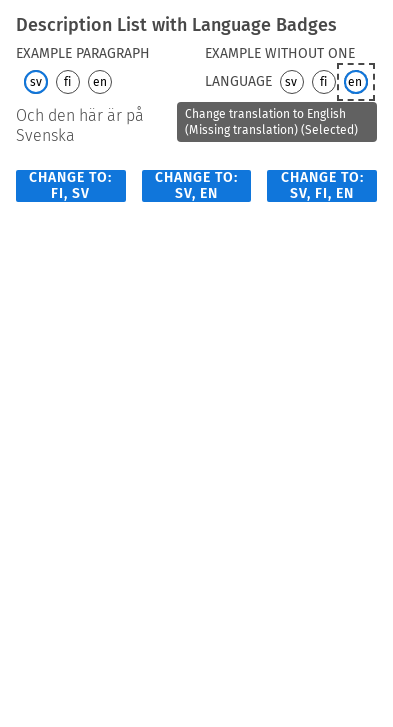 Description List with Language Badges
EXAMPLE PARAGRAPH
sv fi en
Och den här är på
Svenska
EXAMPLE WITHOUT ONE
LANGUAGE sv fi en
Change translation to English
(Missing translation) (Selected)
CHANGE TO:
FI, SV
CHANGE TO:
SV, EN
CHANGE TO:
SV, FI, EN